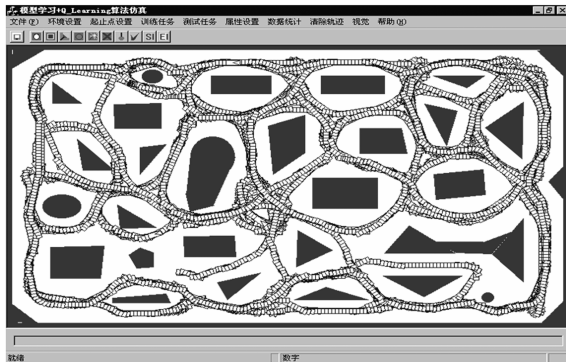 模型学习+Q_Learning算法仿真
文件(F) 环境设置 起止点设置 训练任务 测试任务 属性设置 数据统计 清除轨迹 视觉 帮助(H)
SI EI
就绪 数字